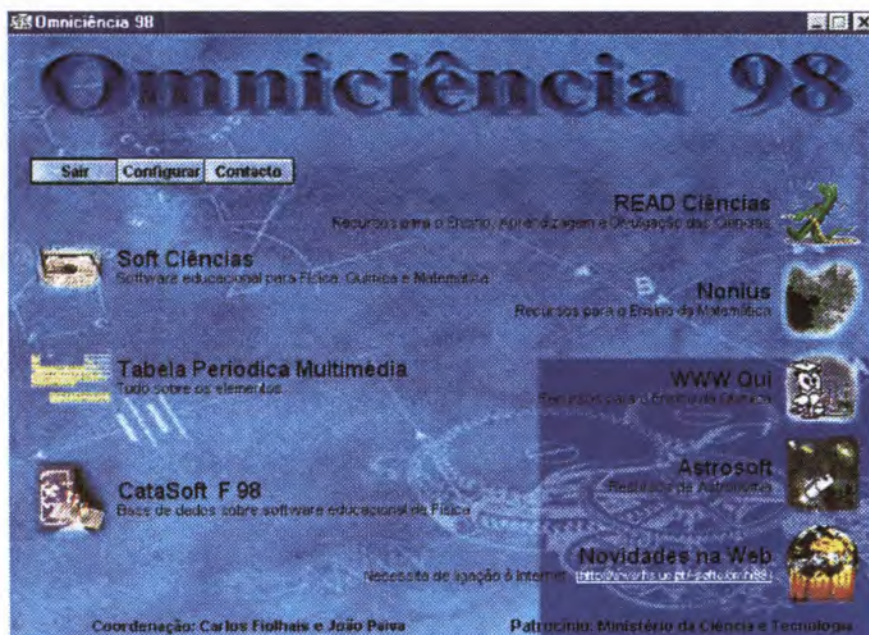 Omniciência 98
Omniciência 98
Sair Configurar Contacto
READ Ciências
Recursos para o Ensino, Aprendizagem e Divulgação das Ciências
Soft Ciências
Software educacional para Física, Química e Matemática
Nonius
Recursos para o Ensino da Matemática
Tabela Periodica Multimédia
Tudo sobre os elementos
WWW Qui
Recursos para o Ensino da Química
Astrosoft
Recursos de Astronomia
CataSoft F 98
Base de dados sobre software educacional de Física
Novidades na Web
Necessita de ligação à Internet
Coordenação: Carlos Fiolhais e João Paiva
Patrocínio: Ministério da Ciência e Tecnologia